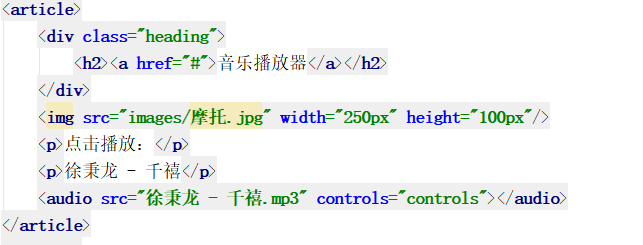 <article>
<div class="heading">
<h2><a href="#">音乐播放器</a></h2>
</div>
<img src="images/摩托.jpg" width="250px" height="100px"/>
<p>点击播放：</p>
<p>徐秉龙 - 千禧</p>
<audio src="徐秉龙 - 千禧.mp3" controls="controls"></audio>
</article>